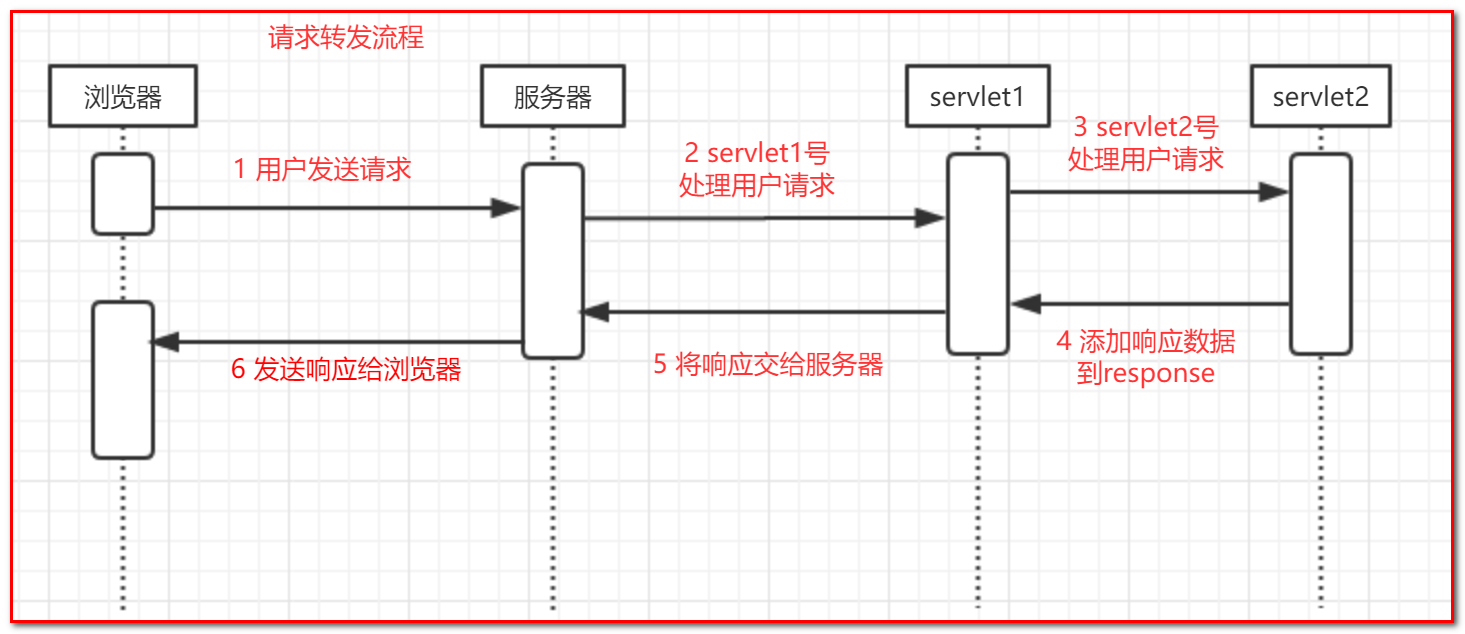 请求转发流程
浏览器
服务器
servlet1
servlet2
1 用户发送请求
2 servlet1号
处理用户请求
3 servlet2号
处理用户请求
4 添加响应数据
到response
5 将响应交给服务器
6 发送响应给浏览器